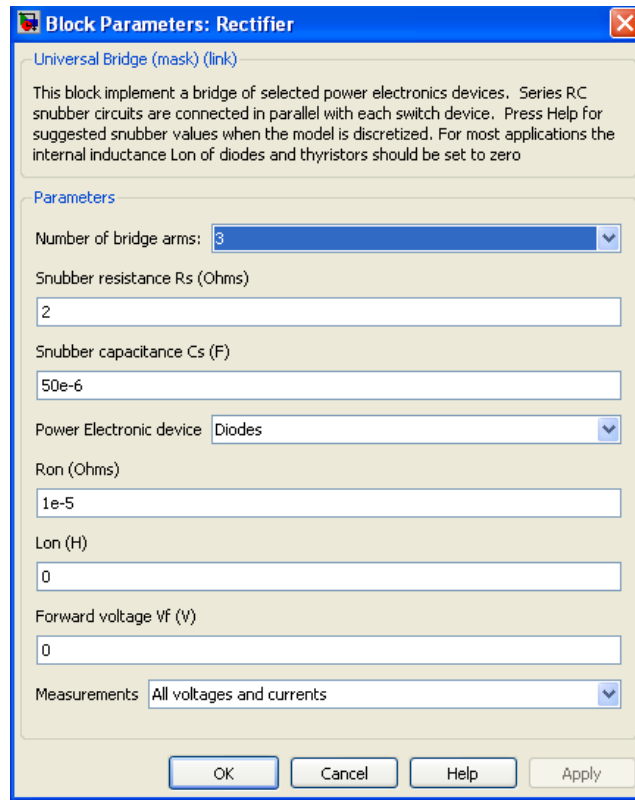 Block Parameters: Rectifier
Universal Bridge (mask) (link)
This block implement a bridge of selected power electronics devices. Series RC
snubber circuits are connected in parallel with each switch device. Press Help for
suggested snubber values when the model is discretized. For most applications the
internal inductance Lon of diodes and thyristors should be set to zero
Parameters
Number of bridge arms: 3
Snubber resistance Rs (Ohms)
2
Snubber capacitance Cs (F)
50e-6
Power Electronic device Diodes
Ron (Ohms)
1e-5
Lon (H)
0
Forward voltage Vf (V)
0
Measurements All voltages and currents
OK Cancel Help Apply